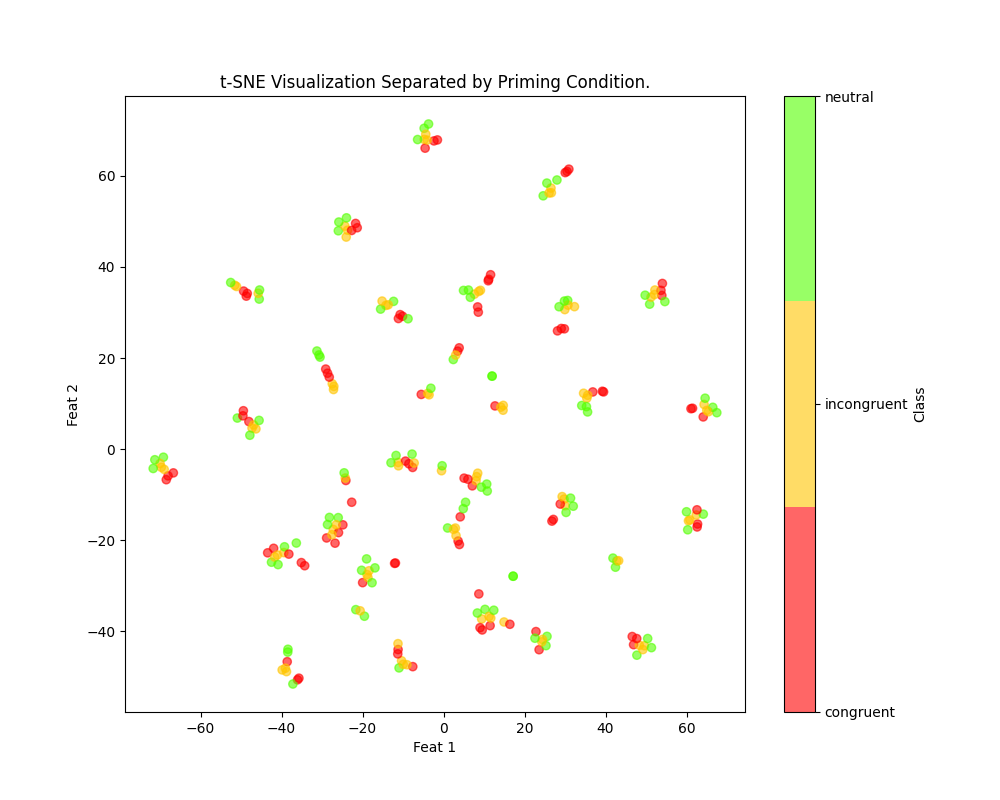 t-SNE Visualization Separated by Priming Condition.
neutral
incongruent
congruent
Class
60
40
20
0
−20
−40
Feat 2
−60
−40
−20
0
20
40
60
Feat 1